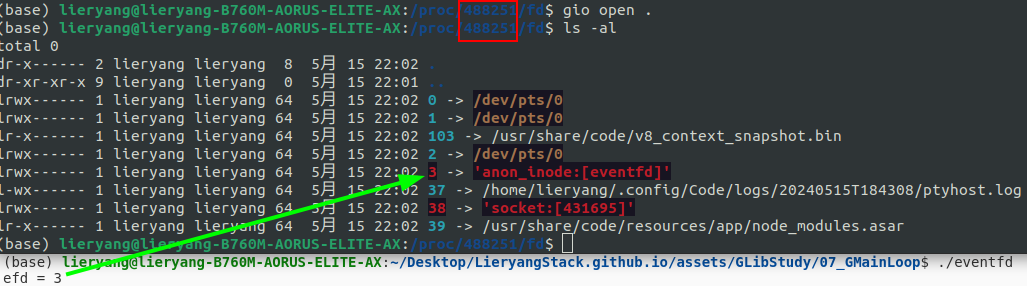 (base) lieryang@lieryang-B760M-AORUS-ELITE-AX:/proc/488251/fd$ gio open .
(base) lieryang@lieryang-B760M-AORUS-ELITE-AX:/proc/488251/fd$ ls -al
total 0
dr-x------ 2 lieryang lieryang  8  5月  15 22:02 .
dr-xr-xr-x 9 lieryang lieryang  0  5月  15 22:01 ..
lrwx------ 1 lieryang lieryang 64  5月  15 22:02 0 -> /dev/pts/0
lrwx------ 1 lieryang lieryang 64  5月  15 22:02 1 -> /dev/pts/0
lr-x------ 1 lieryang lieryang 64  5月  15 22:02 103 -> /usr/share/code/v8_context_snapshot.bin
lrwx------ 1 lieryang lieryang 64  5月  15 22:02 2 -> /dev/pts/0
lrwx------ 1 lieryang lieryang 64  5月  15 22:02 3 -> 'anon_inode:[eventfd]'
l-wx------ 1 lieryang lieryang 64  5月  15 22:02 37 -> /home/lieryang/.config/Code/logs/20240515T184308/ptyhost.log
lrwx------ 1 lieryang lieryang 64  5月  15 22:02 38 -> 'socket:[431695]'
lr-x------ 1 lieryang lieryang 64  5月  15 22:02 39 -> /usr/share/code/resources/app/node_modules.asar
(base) lieryang@lieryang-B760M-AORUS-ELITE-AX:/proc/488251/fd$
(base) lieryang@lieryang-B760M-AORUS-ELITE-AX:~/Desktop/LieryangStack.github.io/assets/GLibStudy/07_GMainLoop$ ./eventfd
efd = 3